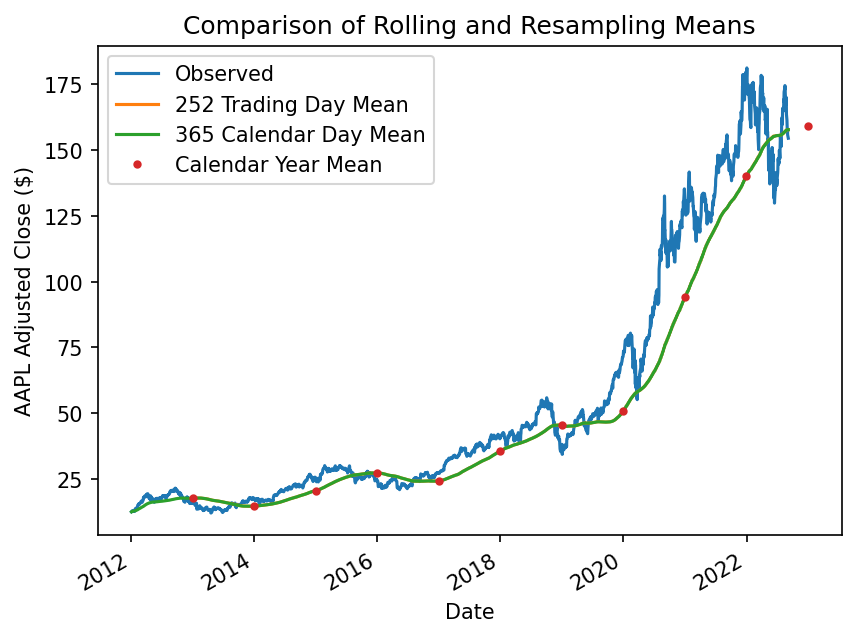 Comparison of Rolling and Resampling Means
Observed
252 Trading Day Mean
365 Calendar Day Mean
Calendar Year Mean
AAPL Adjusted Close ($)
175
150
125
100
75
50
25
2012
2014
2016
2018
2020
2022
Date